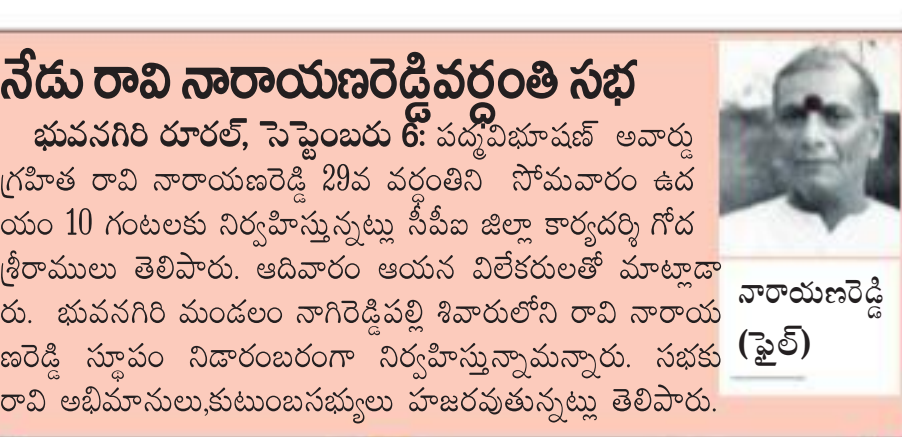 నేడు రావి నారాయణరెడ్డివర్ధంతి సభ
భువనగిరి రూరల్, సెప్టెంబరు 6: పద్మవిభూషణ్ అవార్డు
గ్రహిత రావి నారాయణరెడ్డి 29వ వర్ధంతిని సోమవారం ఉద
యం 10 గంటలకు నిర్వహిస్తున్నట్లు సీపీఐ జిల్లా కార్యదర్శి గోద
శ్రీరాములు తెలిపారు. ఆదివారం ఆయన విలేకరులతో మాట్లాడా
రు. భువనగిరి మండలం నాగిరెడ్డిపల్లి శివారులోని రావి నారాయ
ణరెడ్డి స్థూపం నిడారంబరంగా నిర్వహిస్తున్నామన్నారు. సభకు
రావి అభిమానులు,కుటుంబసభ్యులు హజరవుతున్నట్లు తెలిపారు.
నారాయణరెడ్డి
(ఫైల్)